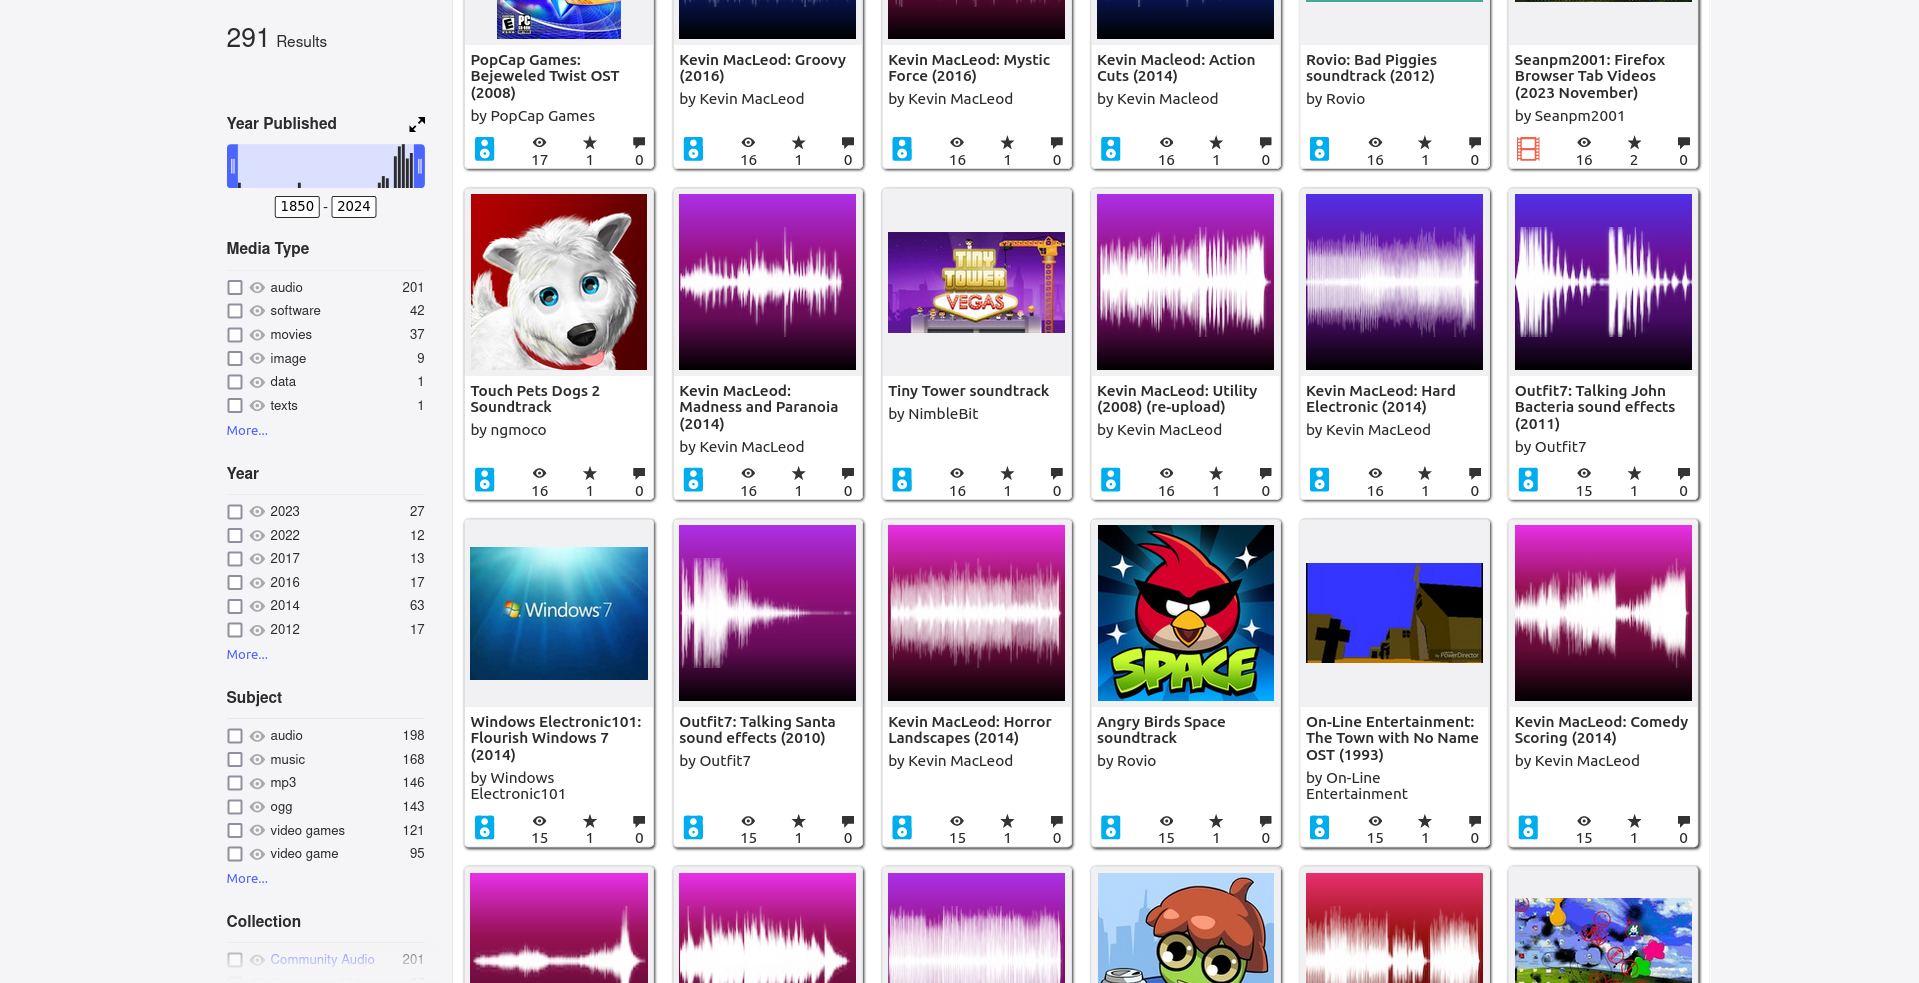 291 Results
Year Published
1850 - 2024
Media Type
audio 201
software 42
movies 37
image 9
data 1
texts 1
More...
Year
2023 27
2022 12
2017 13
2016 17
2014 63
2012 17
More...
Subject
audio 198
music 168
mp3 146
ogg 143
video games 121
video game 95
More...
Collection
Community Audio 201
E PC
PopCap Games:
Bejeweled Twist OST
(2008)
by PopCap Games
17 1 0
Kevin MacLeod: Groovy
(2016)
by Kevin MacLeod
16 1 0
Kevin MacLeod: Mystic
Force (2016)
by Kevin MacLeod
16 1 0
Kevin Macleod: Action
Cuts (2014)
by Kevin Macleod
16 1 0
Rovio: Bad Piggies
soundtrack (2012)
by Rovio
16 1 0
Seanpm2001: Firefox
Browser Tab Videos
(2023 November)
by Seanpm2001
16 2 0
Touch Pets Dogs 2
Soundtrack
by ngmoco
16 1 0
Kevin MacLeod:
Madness and Paranoia
(2014)
by Kevin MacLeod
16 1 0
TINY
TOWER
VEGAS
Tiny Tower soundtrack
by NimbleBit
16 1 0
Kevin MacLeod: Utility
(2008) (re-upload)
by Kevin MacLeod
16 1 0
Kevin MacLeod: Hard
Electronic (2014)
by Kevin MacLeod
16 1 0
Outfit7: Talking John
Bacteria sound effects
(2011)
by Outfit7
15 1 0
Windows 7
Windows Electronic101:
Flourish Windows 7
(2014)
by Windows
Electronic101
15 1 0
Outfit7: Talking Santa
sound effects (2010)
by Outfit7
15 1 0
Kevin MacLeod: Horror
Landscapes (2014)
by Kevin MacLeod
15 1 0
SPACE
Angry Birds Space
soundtrack
by Rovio
15 1 0
by PowerDirector
On-Line Entertainment:
The Town with No Name
OST (1993)
by On-Line
Entertainment
15 1 0
Kevin MacLeod: Comedy
Scoring (2014)
by Kevin MacLeod
15 1 0